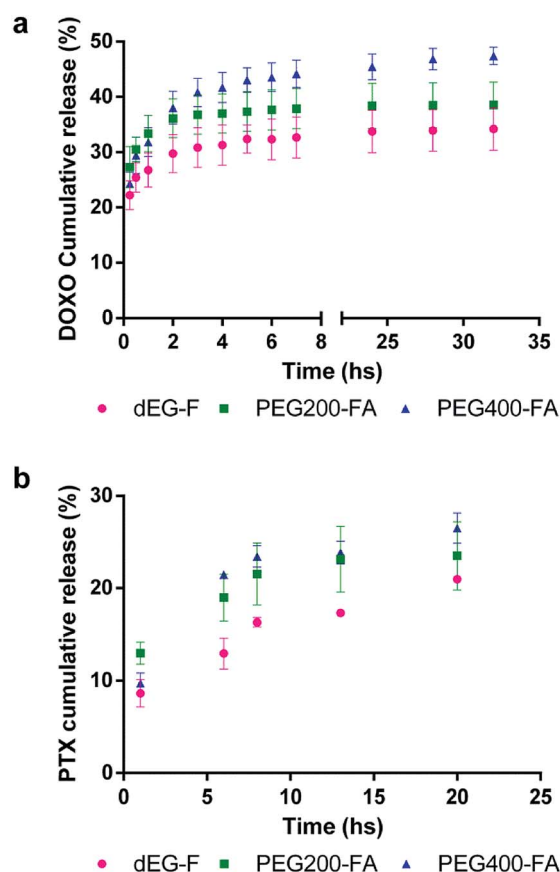 a
DOXO Cumulative release (%)
50
40
30
20
10
0
0 2 4 6 8 25 30 35
Time (hs)
dEG-F PEG200-FA PEG400-FA
b
PTX cumulative release (%)
30
20
10
0
0 5 10 15 20 25
Time (hs)
dEG-F PEG200-FA PEG400-FA